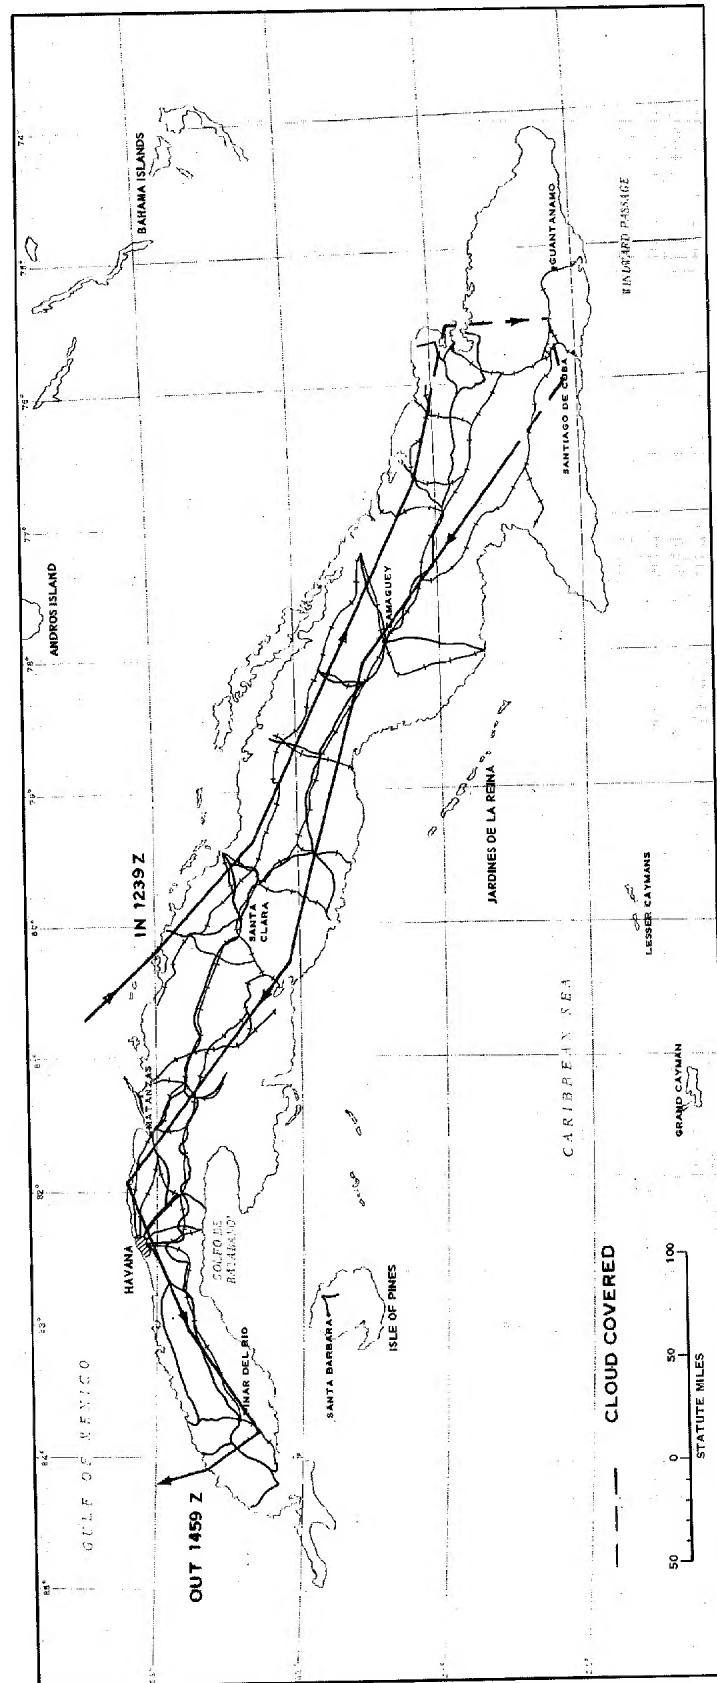 74°
75°
76°
77°
78°
79°
80°
81°
82°
83°
84°
85°
BAHAMA ISLANDS
ANDROS ISLAND
GUANTANAMO
WINDWARD PASSAGE
SANTIAGO DE CUBA
CAMAGUEY
JARDINES DE LA REINA
IN 1239 Z
SANTA
CLARA
LESSER CAYMANS
MATANZAS
CARIBBEAN SEA
GRAND CAYMAN
HAVANA
GOLFO DE
BATABANO
ISLE OF PINES
SANTA BARBARA
PINAR DEL RIO
GULF OF MEXICO
OUT 1459 Z
CLOUD COVERED
50 0 50 100
STATUTE MILES